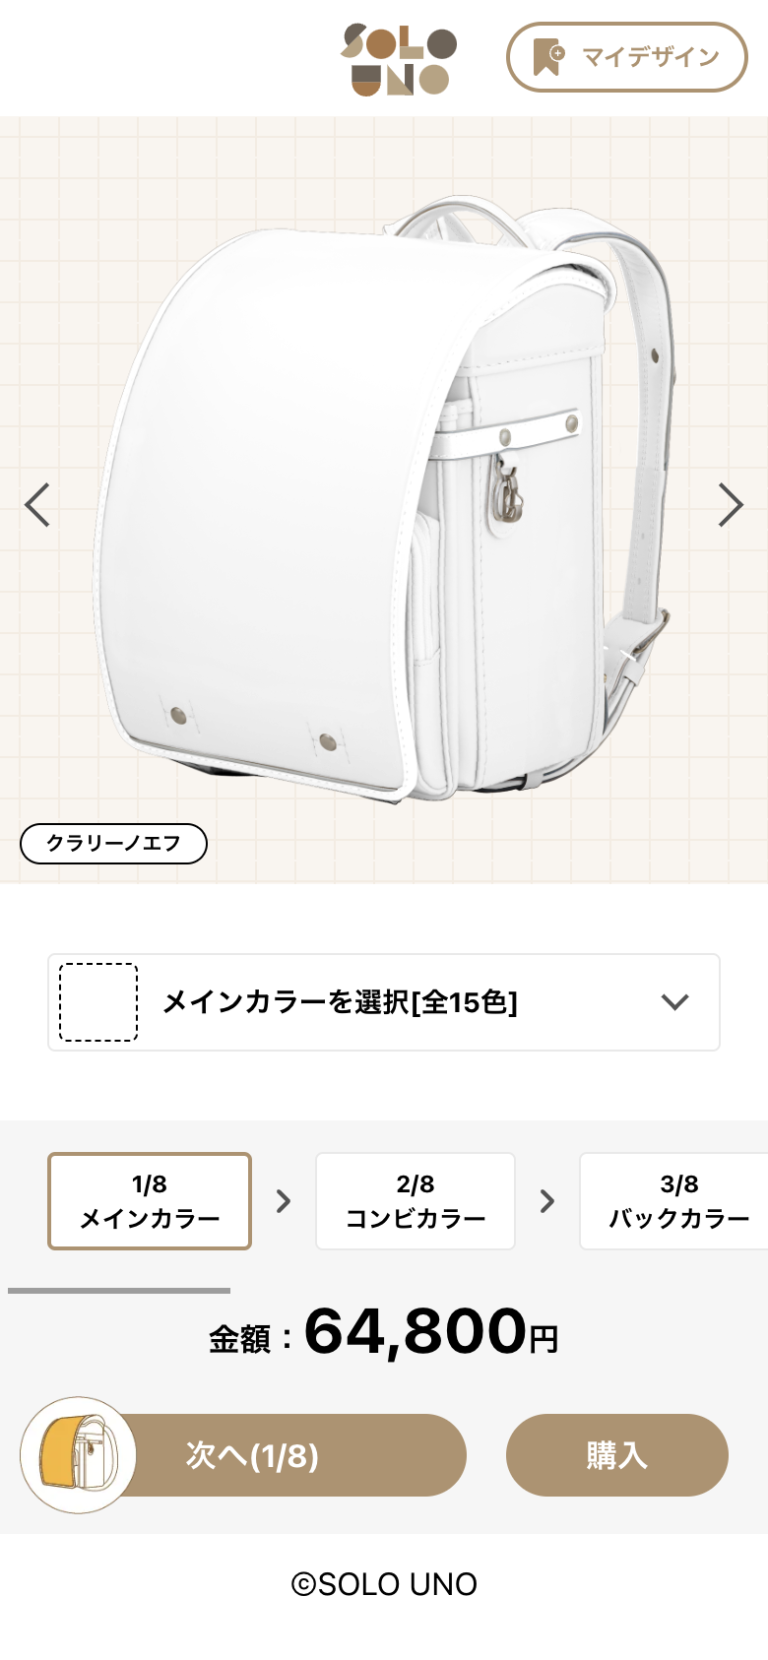 SOLO
UNO
マイデザイン
クラリーノエフ
メインカラーを選択[全15色]
1/8
メインカラー
2/8
コンビカラー
3/8
バックカラー
金額：64,800円
次へ(1/8)
購入
©SOLO UNO